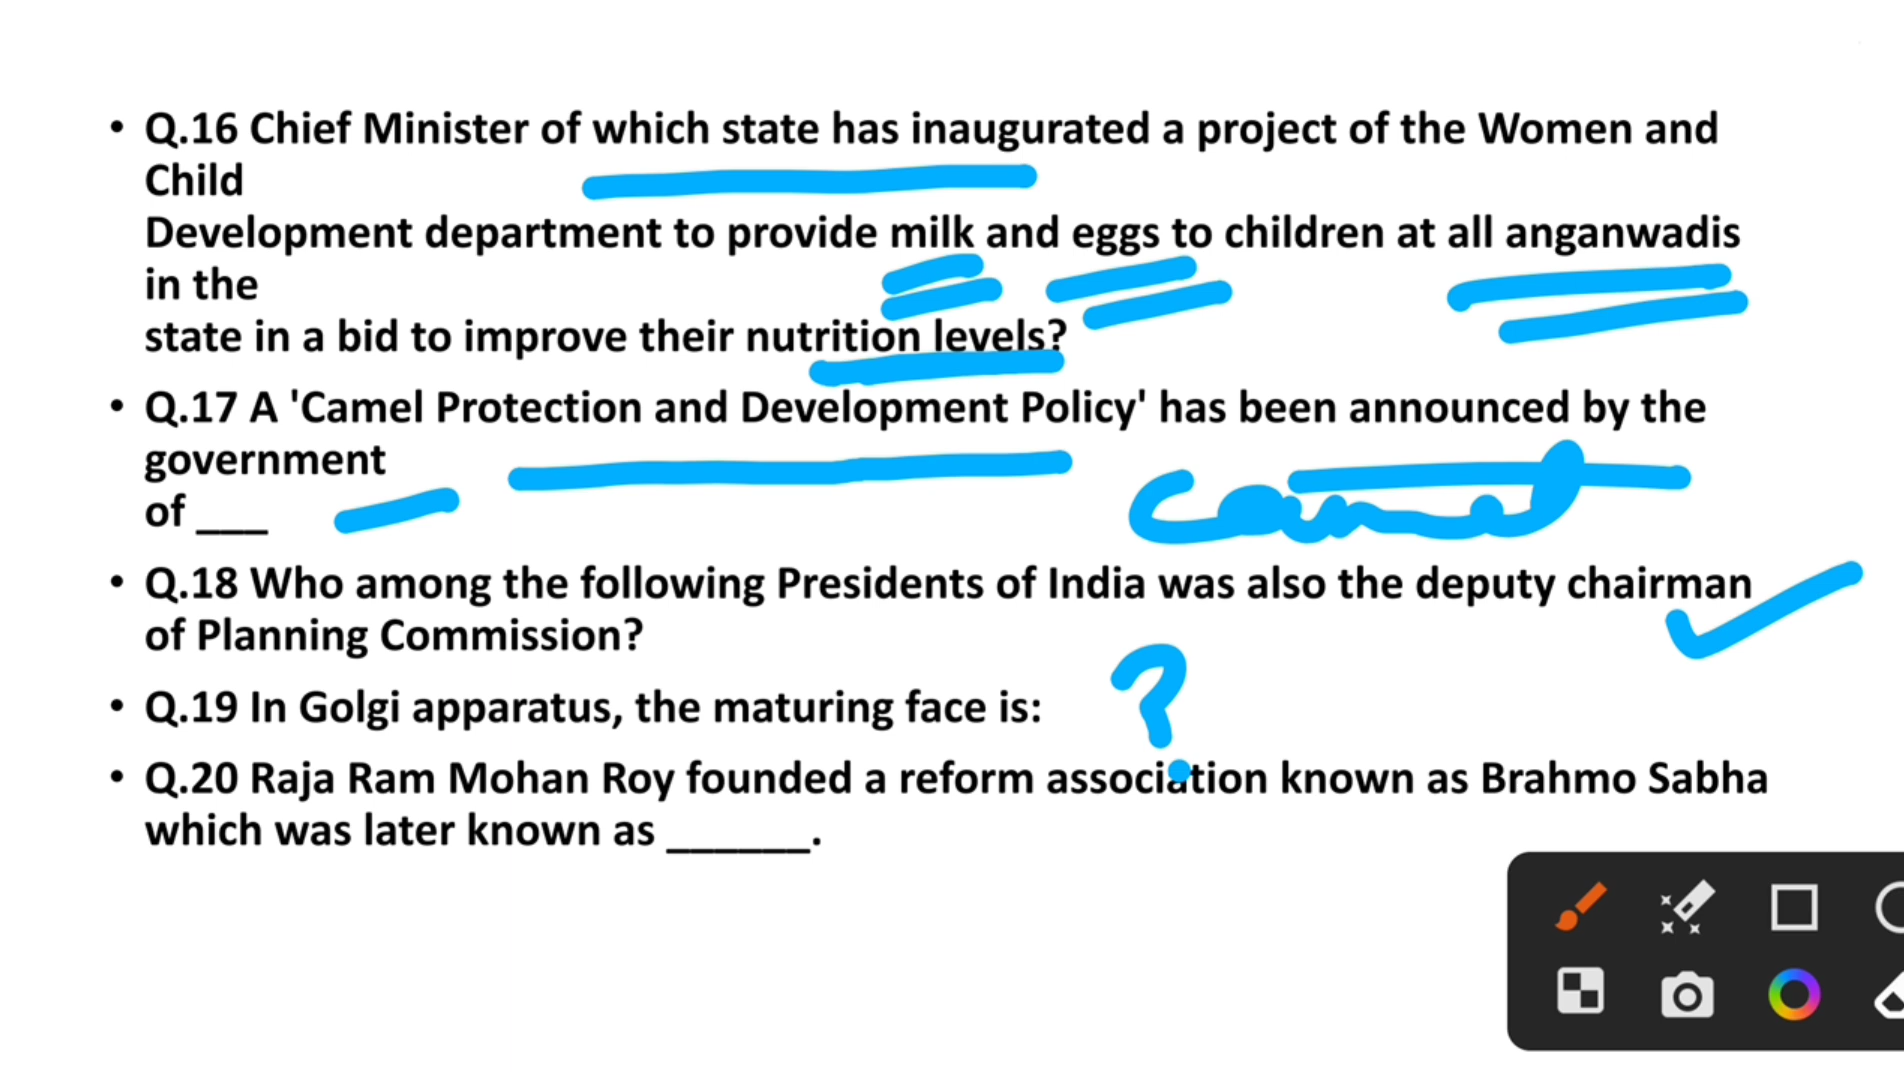 • Q.16 Chief Minister of which state has inaugurated a project of the Women and
Child
Development department to provide milk and eggs to children at all anganwadis
in the
state in a bid to improve their nutrition levels?
• Q.17 A 'Camel Protection and Development Policy' has been announced by the
government
of ___ camel
• Q.18 Who among the following Presidents of India was also the deputy chairman
of Planning Commission?
• Q.19 In Golgi apparatus, the maturing face is: ?
• Q.20 Raja Ram Mohan Roy founded a reform association known as Brahmo Sabha
which was later known as ______.